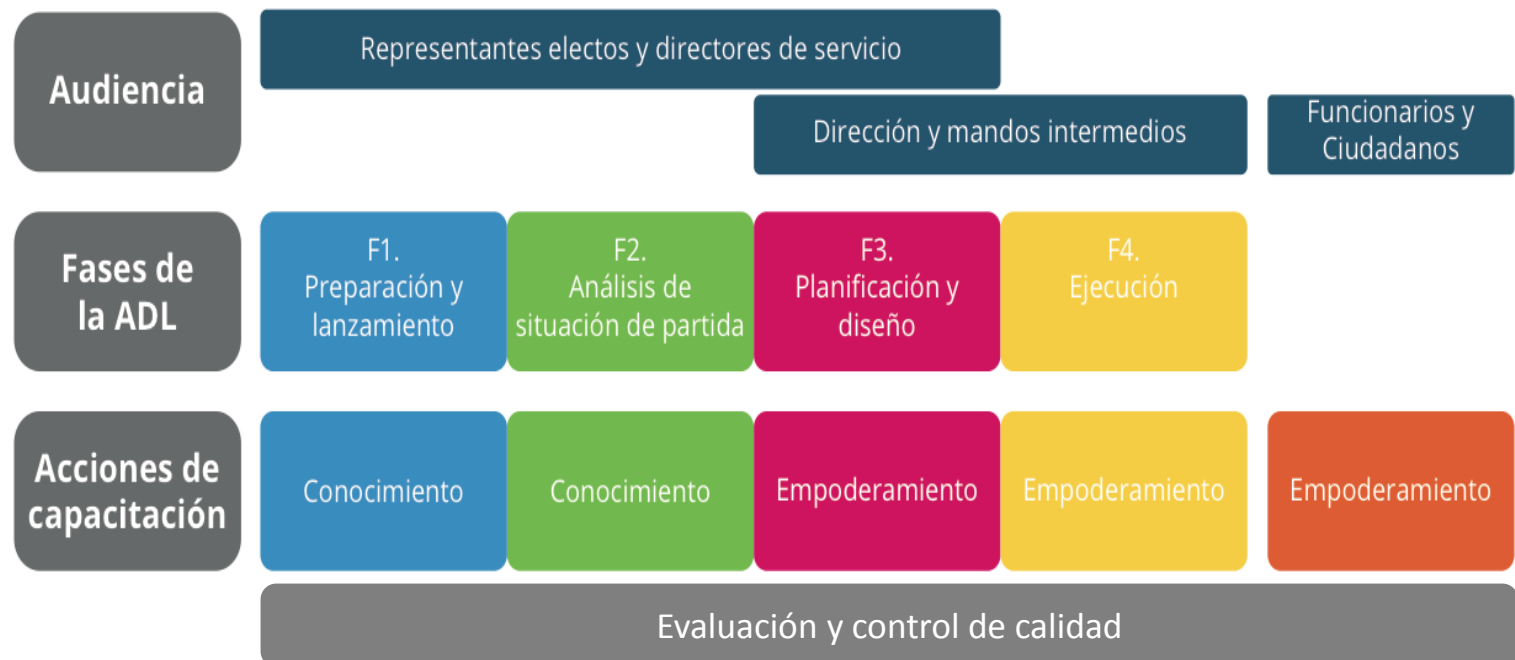 Audiencia
Representantes electos y directores de servicio
Dirección y mandos intermedios
Funcionarios y
Ciudadanos
Fases de
la ADL
F1.
Preparación y
lanzamiento
F2.
Análisis de
situación de partida
F3.
Planificación y
diseño
F4.
Ejecución
Acciones de
capacitación
Conocimiento
Conocimiento
Empoderamiento
Empoderamiento
Empoderamiento
Evaluación y control de calidad